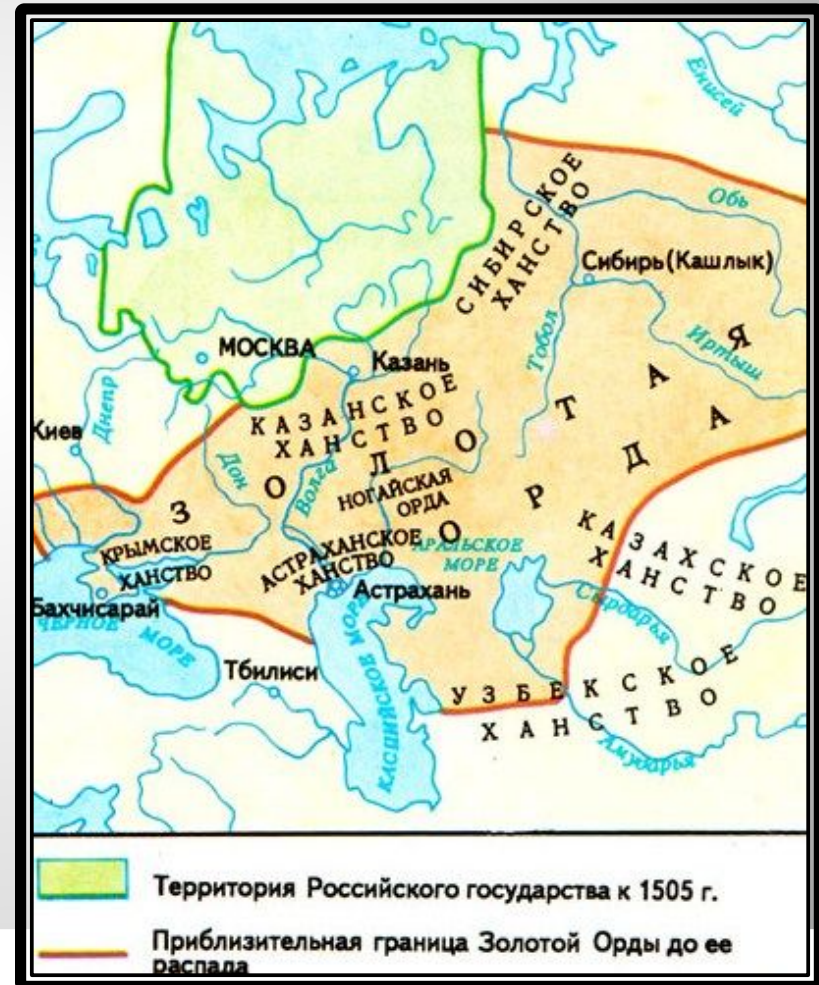 Енисей
Обь
СИБИРСКОЕ
ХАНСТВО
Сибирь (Кашлык)
Тобол
Иртыш
МОСКВА
Казань
КАЗАНСКОЕ
ХАНСТВО
Киев
Днепр
Дон
Волга
ЗОЛОТАЯ
ОРДА
НОГАЙСКАЯ
ОРДА
КРЫМСКОЕ
ХАНСТВО
АСТРАХАНСКОЕ
ХАНСТВО
Астрахань
АРАЛЬСКОЕ
МОРЕ
КАЗАХСКОЕ
ХАНСТВО
Сырдарья
Бахчисарай
ЧЕРНОЕ
МОРЕ
Тбилиси
КАСПИЙСКОЕ МОРЕ
УЗБЕКСКОЕ
ХАНСТВО
Амударья
Территория Российского государства к 1505 г.
Приблизительная граница Золотой Орды до ее
распада